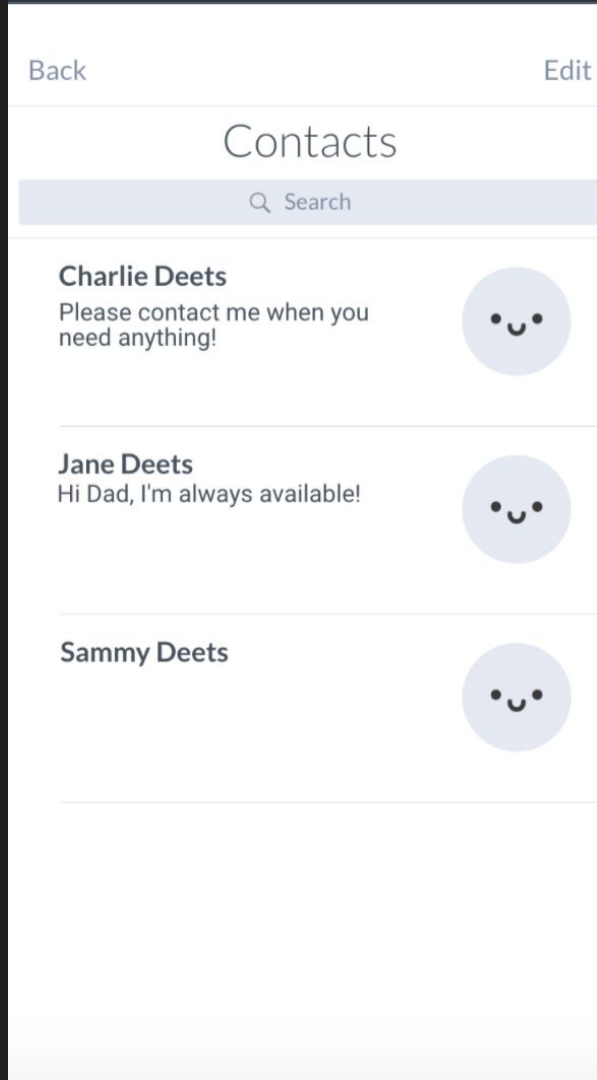 Back
Edit
Contacts
Search
Charlie Deets
Please contact me when you
need anything!
Jane Deets
Hi Dad, I'm always available!
Sammy Deets